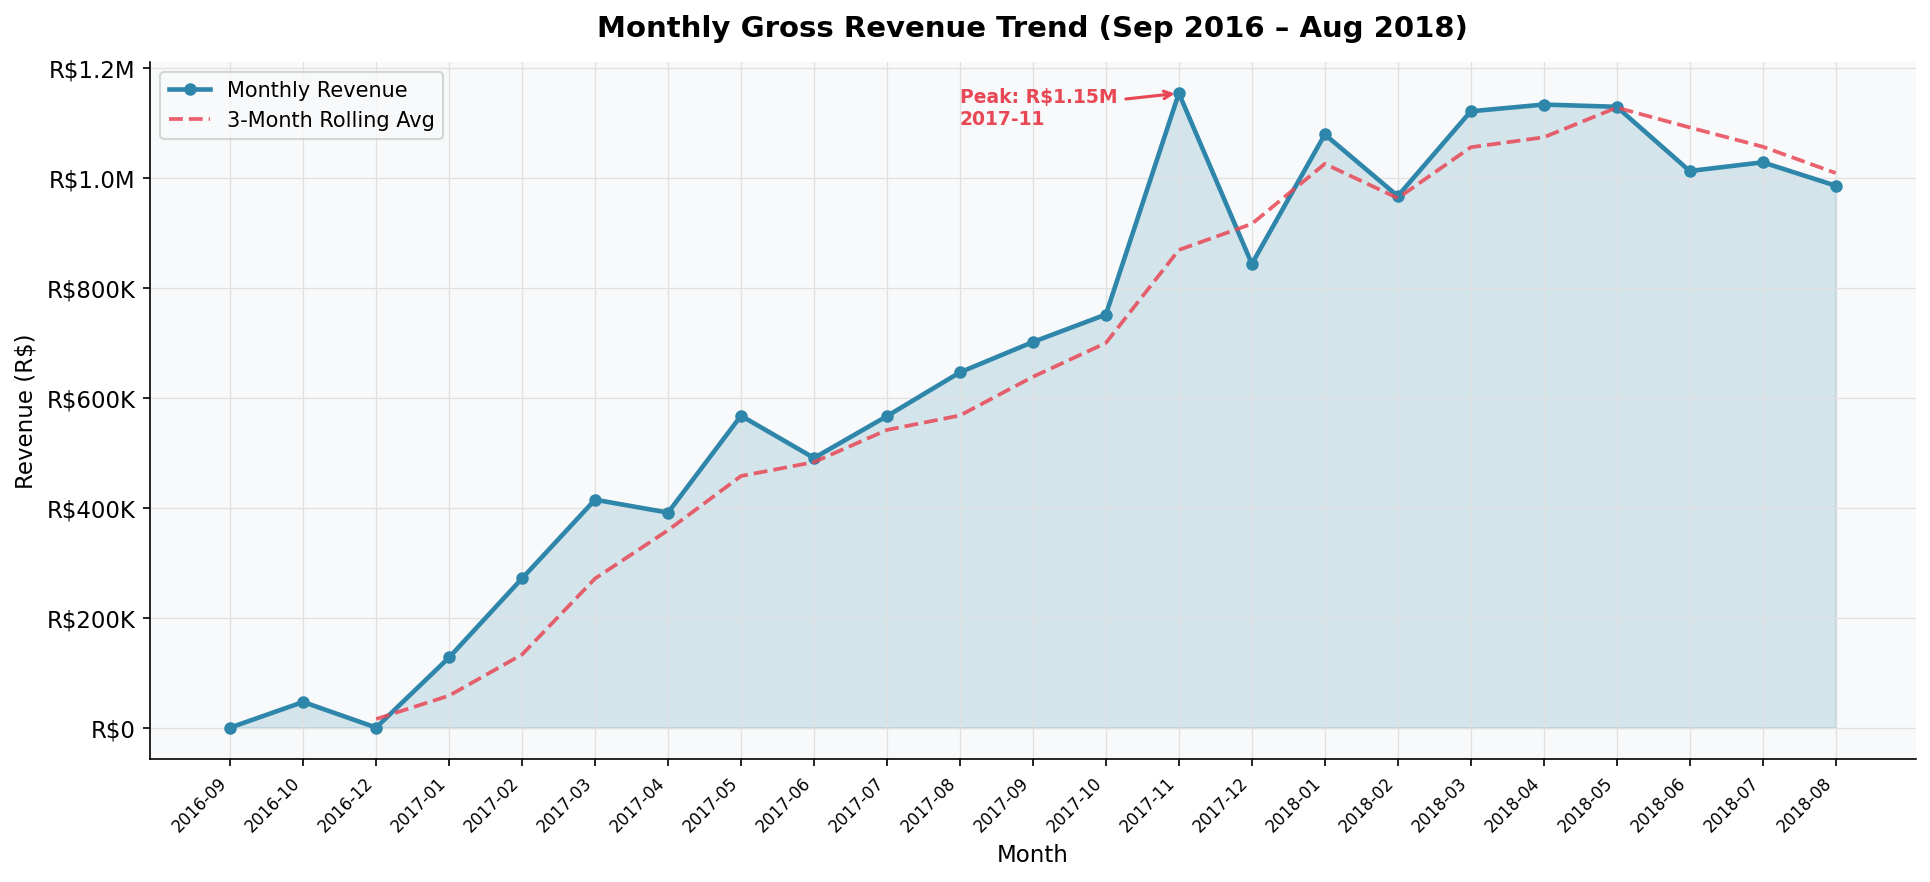 Monthly Gross Revenue Trend (Sep 2016 – Aug 2018)
Monthly Revenue
3-Month Rolling Avg
Peak: R$1.15M
2017-11
R$1.2M
R$1.0M
R$800K
R$600K
R$400K
R$200K
R$0
Revenue (R$)
2016-09
2016-10
2016-12
2017-01
2017-02
2017-03
2017-04
2017-05
2017-06
2017-07
2017-08
2017-09
2017-10
2017-11
2017-12
2018-01
2018-02
2018-03
2018-04
2018-05
2018-06
2018-07
2018-08
Month